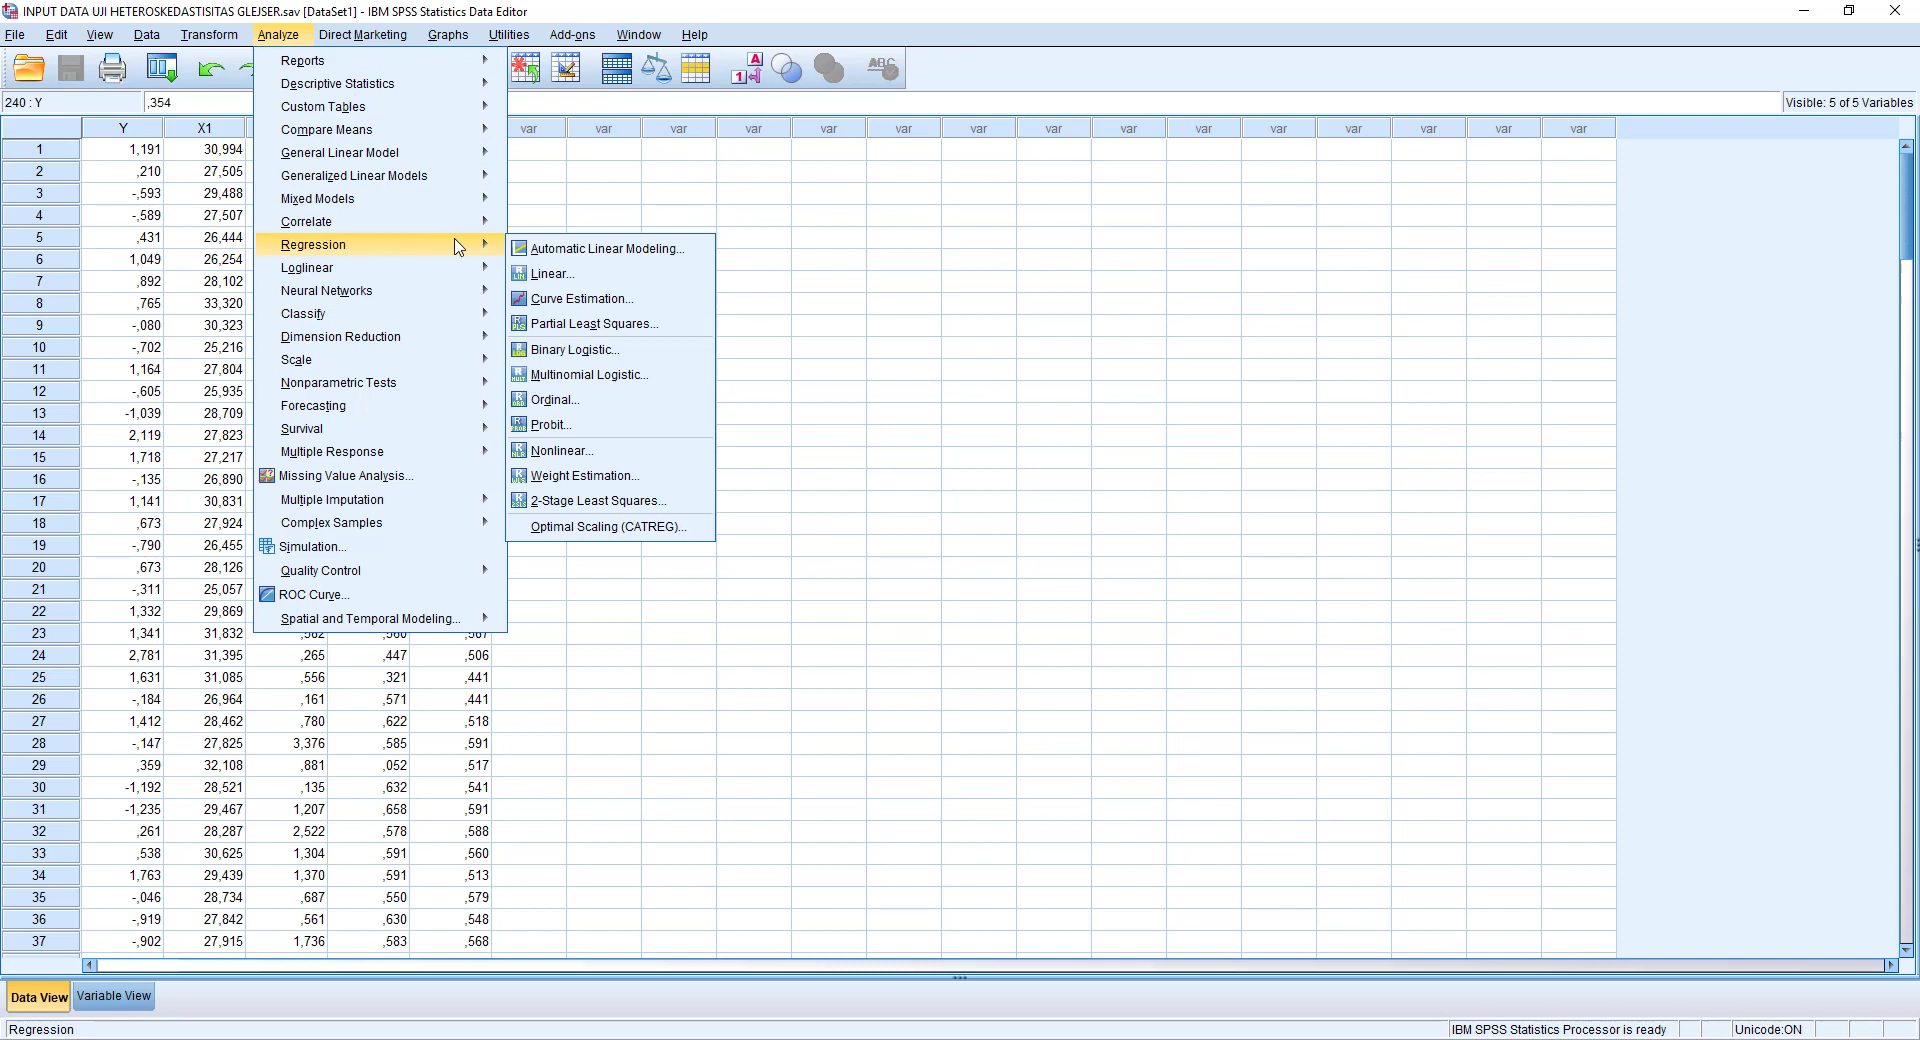 INPUT DATA UJI HETEROSKEDASTISITAS GLEJSER.sav [DataSet1] - IBM SPSS Statistics Data Editor
File Edit View Data Transform Analyze Direct Marketing Graphs Utilities Add-ons Window Help
240 : Y ,354 Visible: 5 of 5 Variables
Reports
Descriptive Statistics
Custom Tables
Compare Means
General Linear Model
Generalized Linear Models
Mixed Models
Correlate
Regression
Loglinear
Neural Networks
Classify
Dimension Reduction
Scale
Nonparametric Tests
Forecasting
Survival
Multiple Response
Missing Value Analysis...
Multiple Imputation
Complex Samples
Simulation...
Quality Control
ROC Curve...
Spatial and Temporal Modeling...
Automatic Linear Modeling...
Linear...
Curve Estimation...
Partial Least Squares...
Binary Logistic...
Multinomial Logistic...
Ordinal...
Probit...
Nonlinear...
Weight Estimation...
2-Stage Least Squares...
Optimal Scaling (CATREG)...
Y X1 var var var var var var var var var var var var var var var
1 1,191 30,994
2 ,210 27,505
3 -,593 29,488
4 -,589 27,507
5 ,431 26,444
6 1,049 26,254
7 ,892 28,102
8 ,765 33,320
9 -,080 30,323
10 -,702 25,216
11 1,164 27,804
12 -,605 25,935
13 -1,039 28,709
14 2,119 27,823
15 1,718 27,217
16 -,135 26,890
17 1,141 30,831
18 ,673 27,924
19 -,790 26,455
20 ,673 28,126
21 -,311 25,057
22 1,332 29,869
23 1,341 31,832
24 2,781 31,395 ,265 ,447 ,506
25 1,631 31,085 ,556 ,321 ,441
26 -,184 26,964 ,161 ,571 ,441
27 1,412 28,462 ,780 ,622 ,518
28 -,147 27,825 3,376 ,585 ,591
29 ,359 32,108 ,881 ,052 ,517
30 -1,192 28,521 ,135 ,632 ,541
31 -1,235 29,467 1,207 ,658 ,591
32 ,261 28,287 2,522 ,578 ,588
33 ,538 30,625 1,304 ,591 ,560
34 1,763 29,439 1,370 ,591 ,513
35 -,046 28,734 ,687 ,550 ,579
36 -,919 27,842 ,561 ,630 ,548
37 -,902 27,915 1,736 ,583 ,568
Data View Variable View
Regression IBM SPSS Statistics Processor is ready Unicode:ON